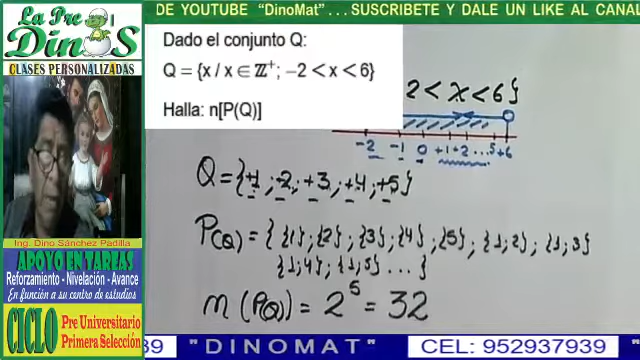 DE YOUTUBE "DinoMat"... SUSCRÍBETE Y DALE UN LIKE AL CANAL
La Pre
DinoS
CLASES PERSONALIZADAS
Dado el conjunto Q:
Q = {x / x ∈ ℤ⁺; −2 < x < 6}
Halla: n[P(Q)]
2 < x < 6}
-2 -1 0 +1 +2 ...5 +6
Q = {+1 ; -2 ; +3 ; +4 ; +5}
P(Q) = { {1} ; {2} ; {3} ; {4} ; {5} ; {1;2} ; {1;3}
{1;4} ; {1;5} ... }
n (P(Q)) = 2⁵ = 32
Ing. Dino Sánchez Padilla
APOYO EN TAREAS
Reforzamiento - Nivelación - Avance
En función a su centro de estudios
CICLO Pre Universitario
Primera Selección
39 "DINOMAT" CEL: 952937939